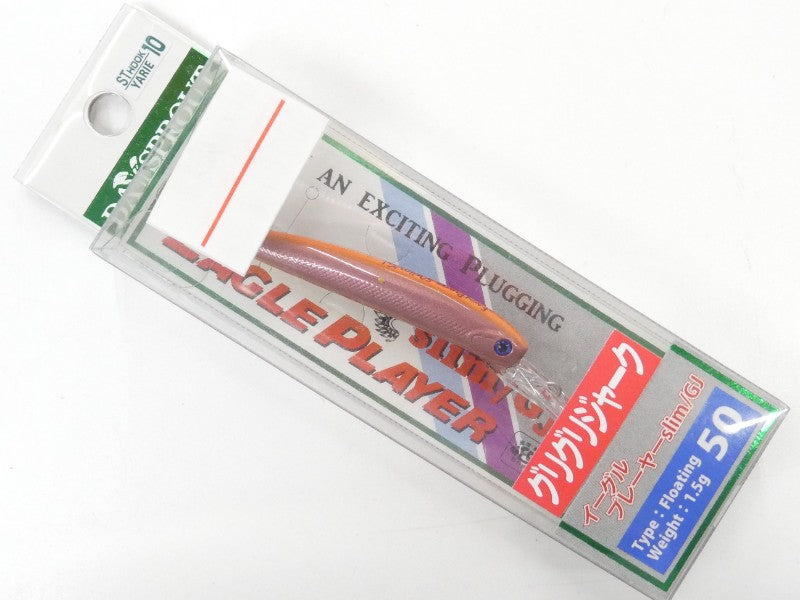 ST HOOK 10
YARIE
DAYSPROUT
AN EXCITING PLUGGING
EAGLE PLAYER
slim/GJ
グリグリジャーク
イーグル
プレーヤーslim/GJ
50
Type : Floating
Weight : 1.5g